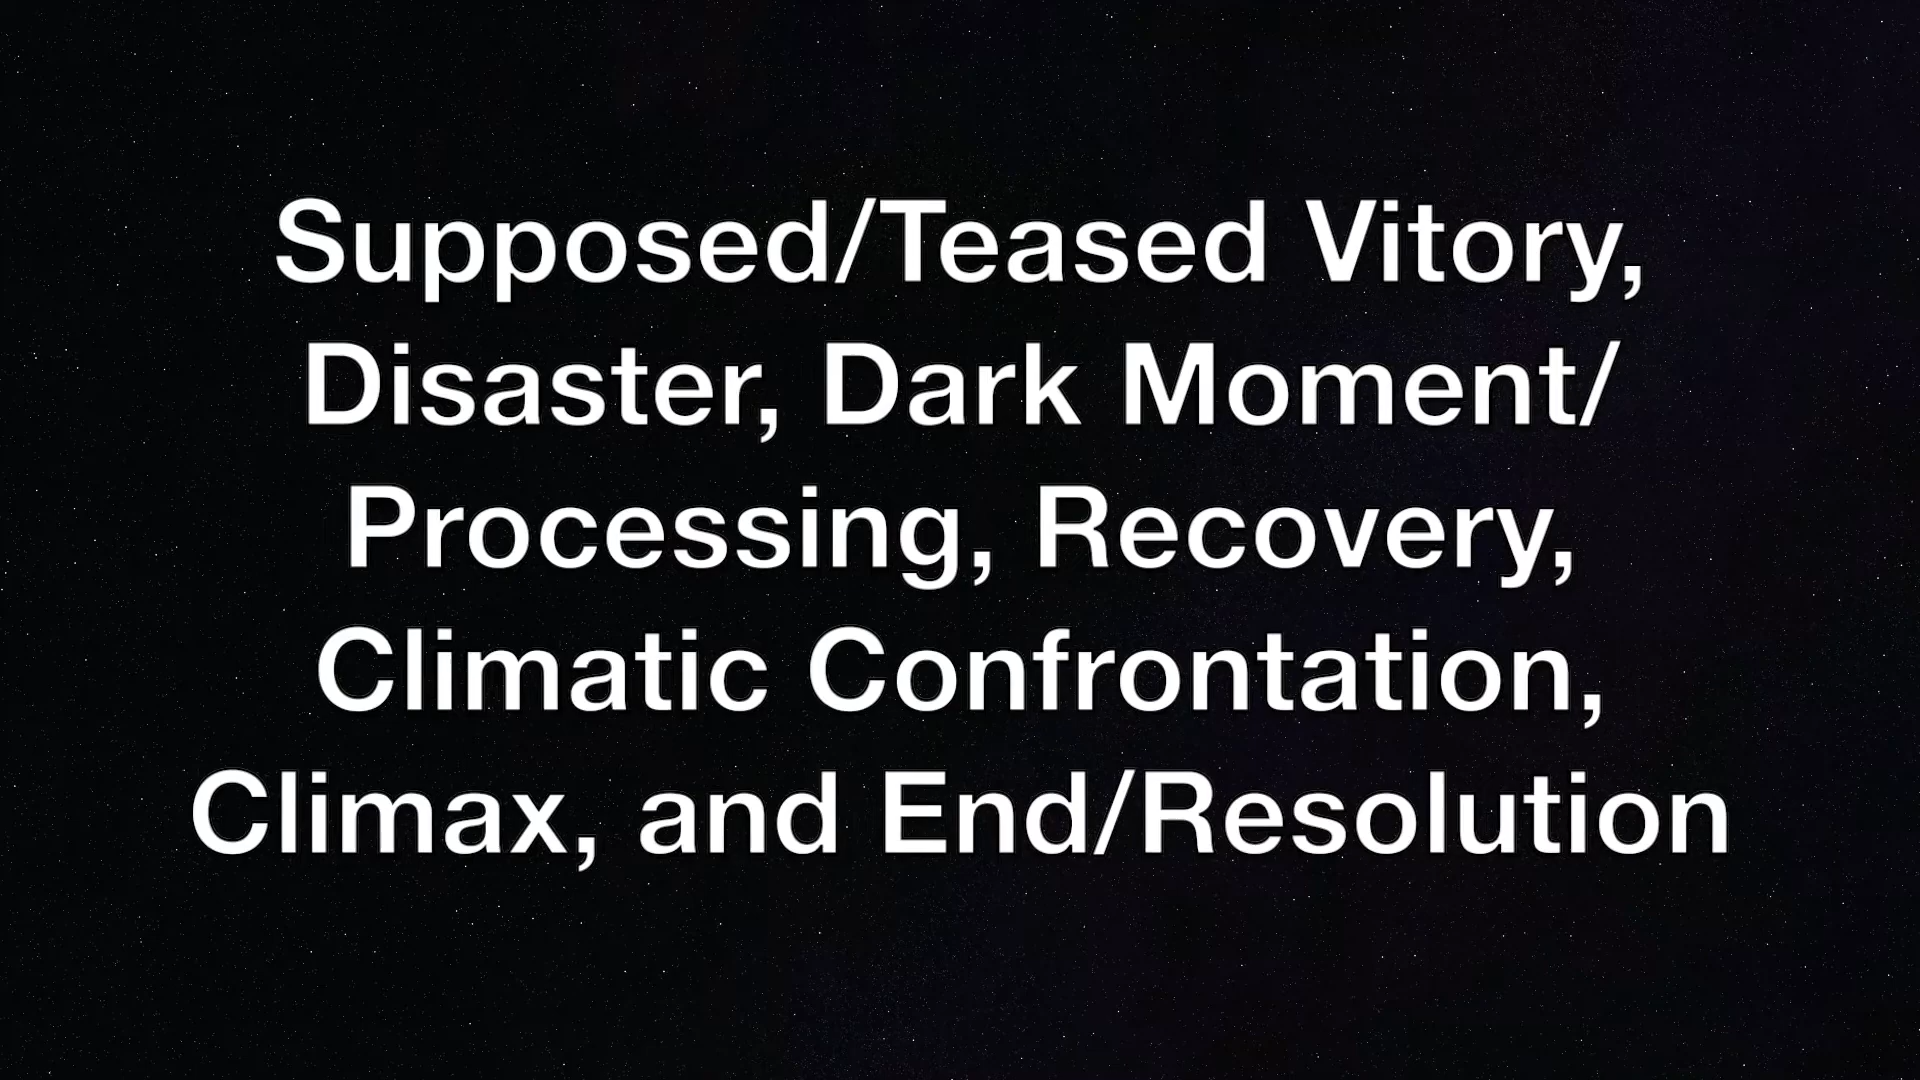 Supposed/Teased Vitory,
Disaster, Dark Moment/
Processing, Recovery,
Climatic Confrontation,
Climax, and End/Resolution